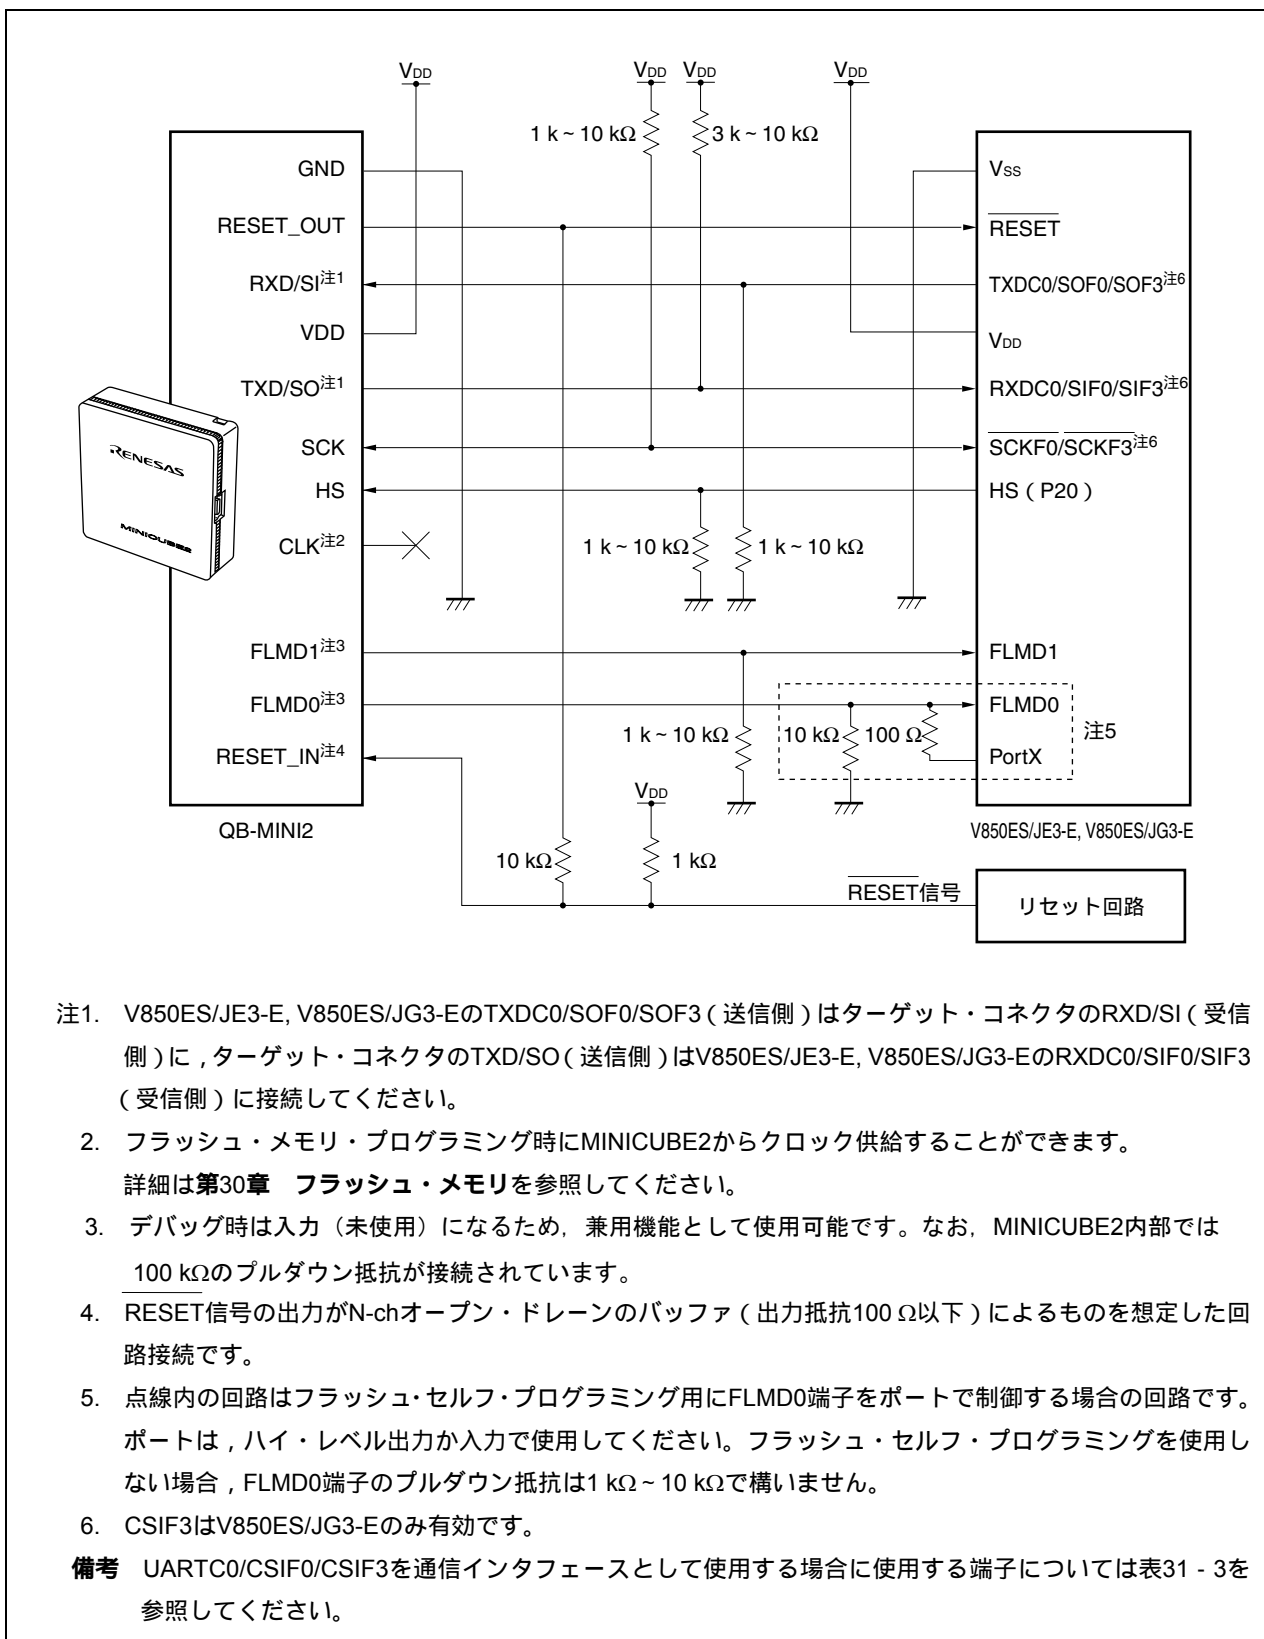 VDD
VDD VDD
VDD
1 k ~ 10 kΩ
3 k ~ 10 kΩ
GND
RESET_OUT
RXD/SI注1
VDD
TXD/SO注1
SCK
HS
CLK注2
FLMD1注3
FLMD0注3
RESET_IN注4
QB-MINI2
RENESAS
MINICUBE2
VSS
RESET
TXDC0/SOF0/SOF3注6
VDD
RXDC0/SIF0/SIF3注6
SCKF0/SCKF3注6
HS（P20）
1 k ~ 10 kΩ
1 k ~ 10 kΩ
FLMD1
FLMD0
PortX
注5
1 k ~ 10 kΩ
10 kΩ
100 Ω
V850ES/JE3-E, V850ES/JG3-E
VDD
10 kΩ
1 kΩ
RESET信号
リセット回路
注1. V850ES/JE3-E, V850ES/JG3-EのTXDC0/SOF0/SOF3（送信側）はターゲット・コネクタのRXD/SI（受信
側）に，ターゲット・コネクタのTXD/SO（送信側）はV850ES/JE3-E, V850ES/JG3-EのRXDC0/SIF0/SIF3
（受信側）に接続してください。
2. フラッシュ・メモリ・プログラミング時にMINICUBE2からクロック供給することができます。
詳細は第30章　フラッシュ・メモリを参照してください。
3. デバッグ時は入力（未使用）になるため，兼用機能として使用可能です。なお，MINICUBE2内部では
100 kΩのプルダウン抵抗が接続されています。
4. RESET信号の出力がN-chオープン・ドレーンのバッファ（出力抵抗100 Ω以下）によるものを想定した回
路接続です。
5. 点線内の回路はフラッシュ・セルフ・プログラミング用にFLMD0端子をポートで制御する場合の回路です。
ポートは，ハイ・レベル出力か入力で使用してください。フラッシュ・セルフ・プログラミングを使用し
ない場合，FLMD0端子のプルダウン抵抗は1 kΩ ~ 10 kΩで構いません。
6. CSIF3はV850ES/JG3-Eのみ有効です。
備考　UARTC0/CSIF0/CSIF3を通信インタフェースとして使用する場合に使用する端子については表31 - 3を
参照してください。